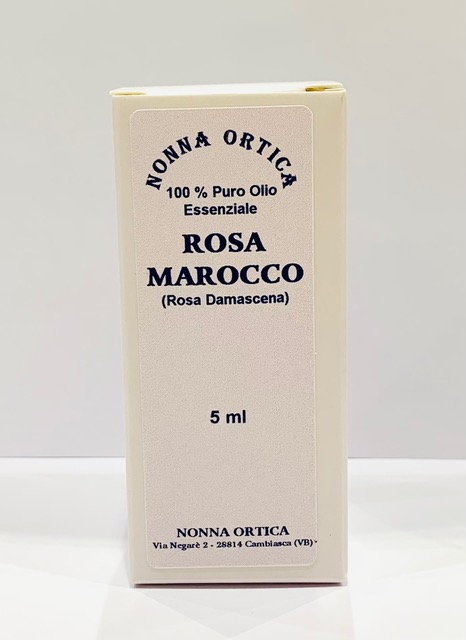 NONNA ORTICA
100 % Puro Olio
Essenziale
ROSA
MAROCCO
(Rosa Damascena)
5 ml
NONNA ORTICA
Via Negarè 2 - 28814 Cambiasca (VB)